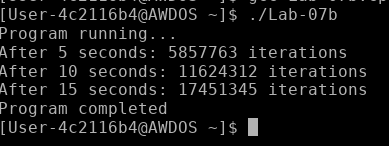 [User-4c2116b4@AWDOS ~]$ ./Lab-07b
Program running...
After 5 seconds: 5857763 iterations
After 10 seconds: 11624312 iterations
After 15 seconds: 17451345 iterations
Program completed
[User-4c2116b4@AWDOS ~]$